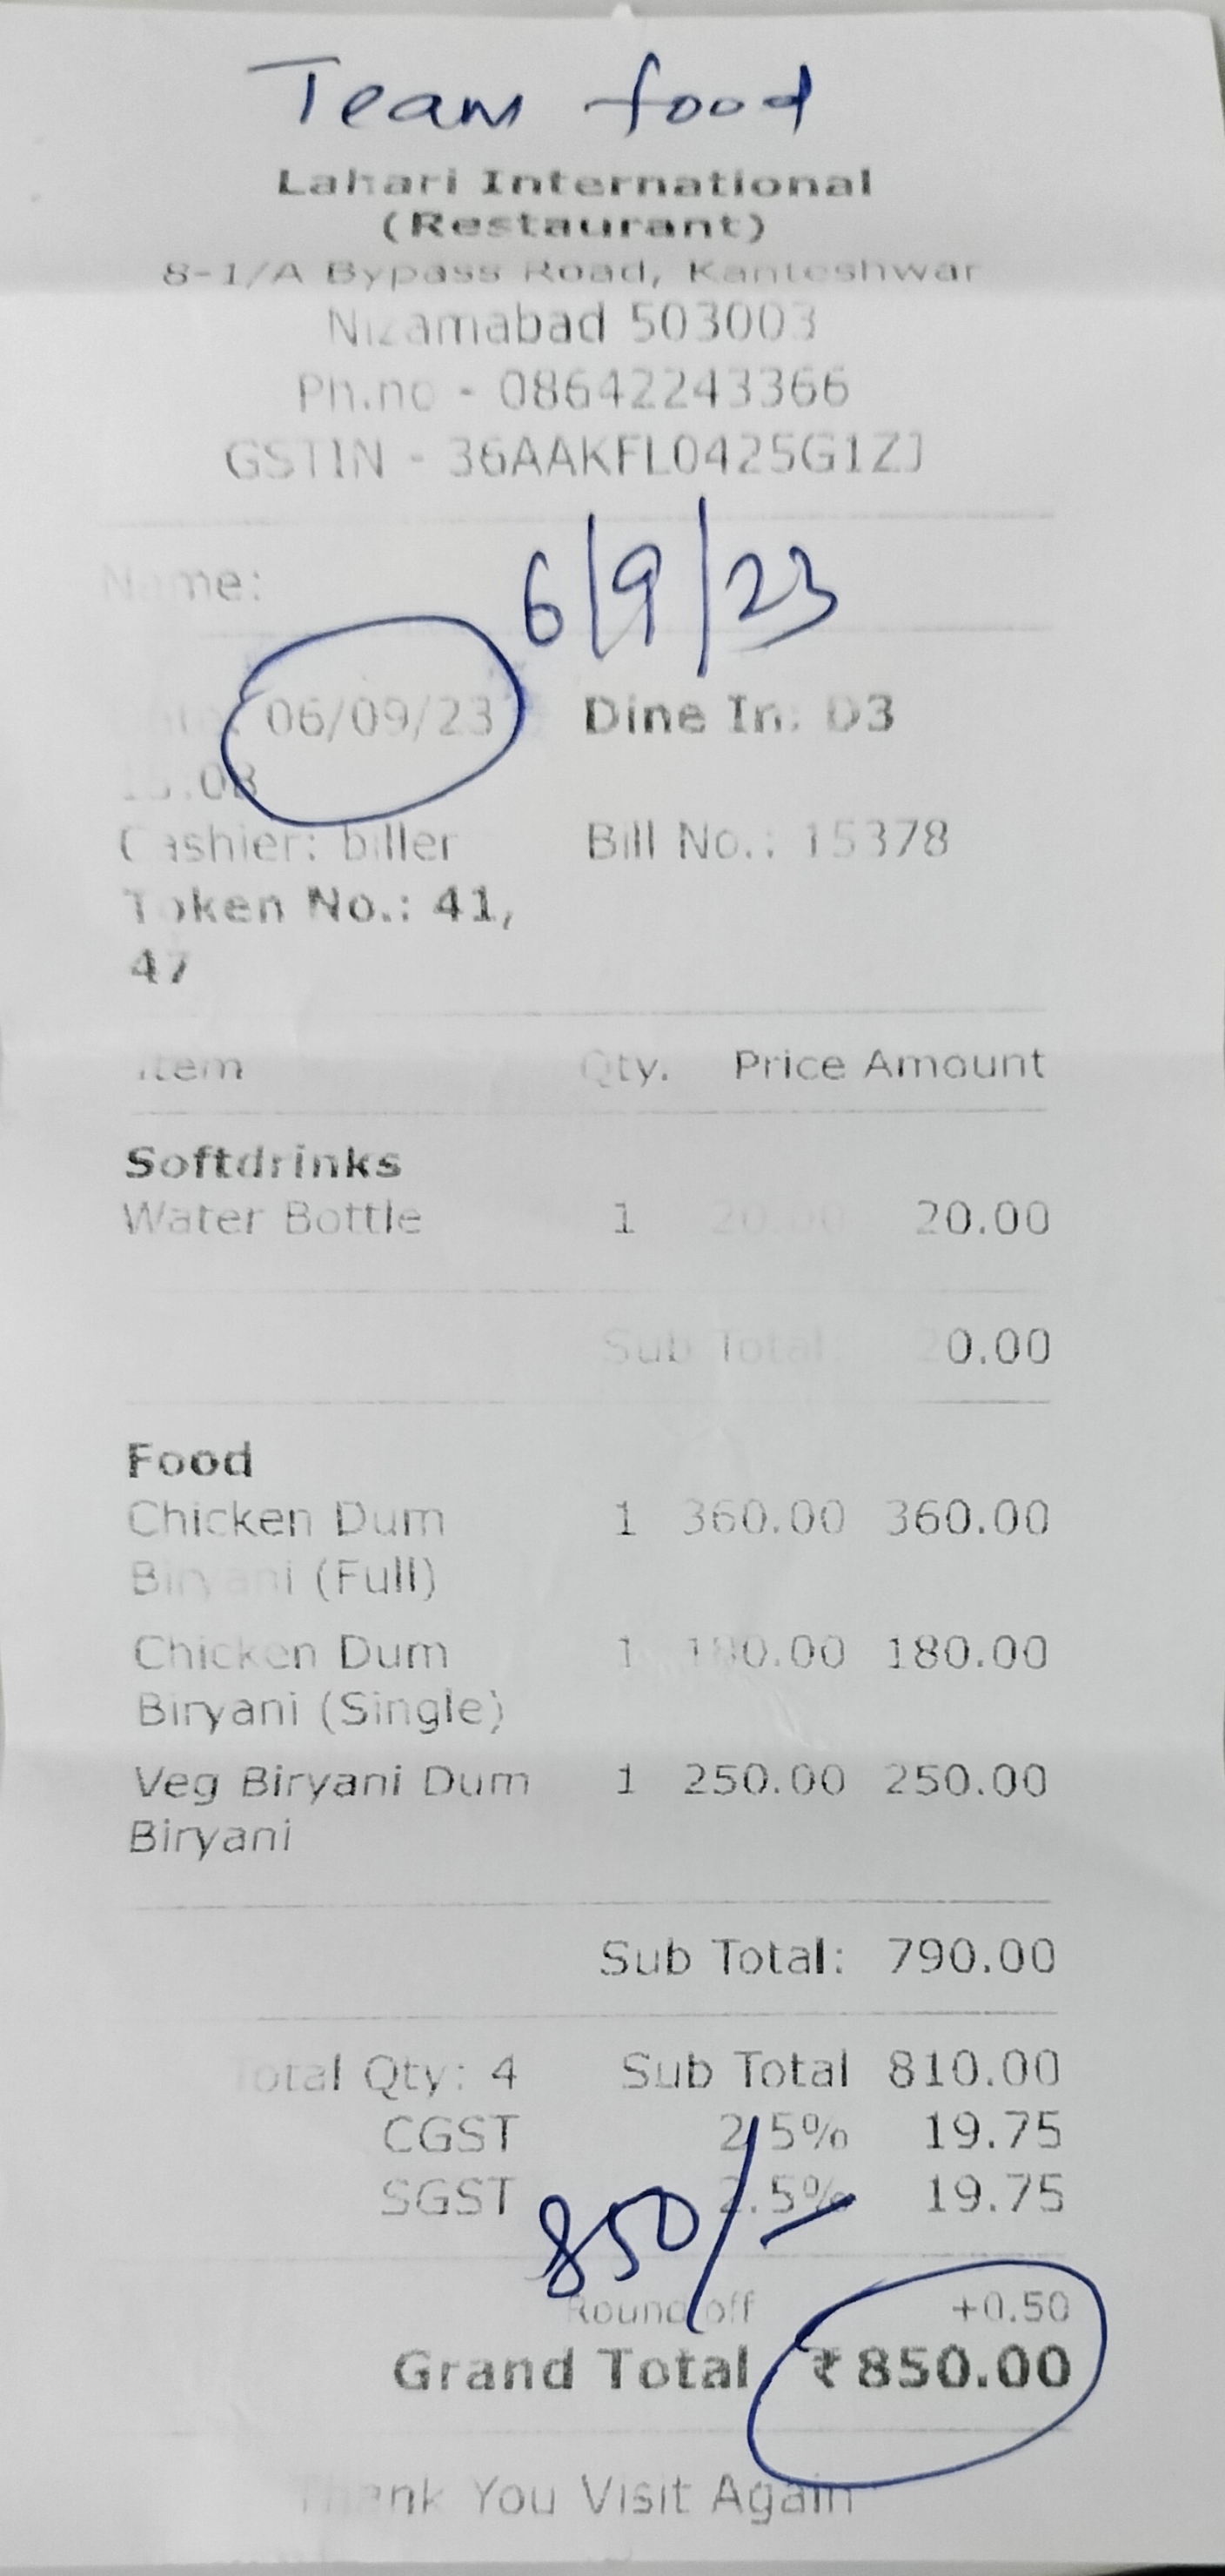 Team food
Lahari International
(Restaurant)
8-1/A Bypass Road, Kanteshwar
Nizamabad 503003
Ph.no - 08642243366
GSTIN - 36AAKFL0425G1ZJ
6/9/23
Name:
Date: 06/09/23 Dine In: D3
Cashier: biller Bill No.: 15378
Token No.: 41,
47
Item Qty. Price Amount
Softdrinks
Water Bottle 1 20.00 20.00
Sub Total: 20.00
Food
Chicken Dum 1 360.00 360.00
Biryani (Full)
Chicken Dum 1 180.00 180.00
Biryani (Single)
Veg Biryani Dum 1 250.00 250.00
Biryani
Sub Total: 790.00
Total Qty: 4 Sub Total 810.00
CGST 2.5% 19.75
SGST 2.5% 19.75
850/-
Round off +0.50
Grand Total ₹850.00
Thank You Visit Again